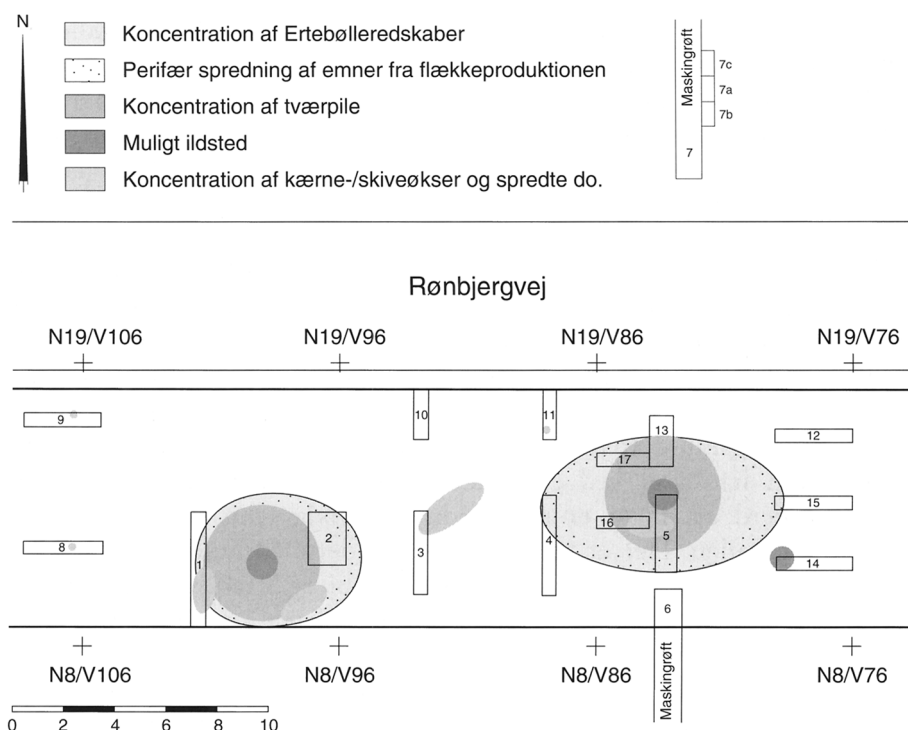 N
Koncentration af Ertebølleredskaber
Perifær spredning af emner fra flækkeproduktionen
Koncentration af tværpile
Muligt ildsted
Koncentration af kærne-/skiveøkser og spredte do.
Maskingrøft
7c
7a
7b
7
Rønbjergvej
N19/V106 N19/V96 N19/V86 N19/V76
9
10
11
13
12
17
15
16
5
4
14
8
1
2
3
6
Maskingrøft
N8/V106 N8/V96 N8/V86 N8/V76
0 2 4 6 8 10